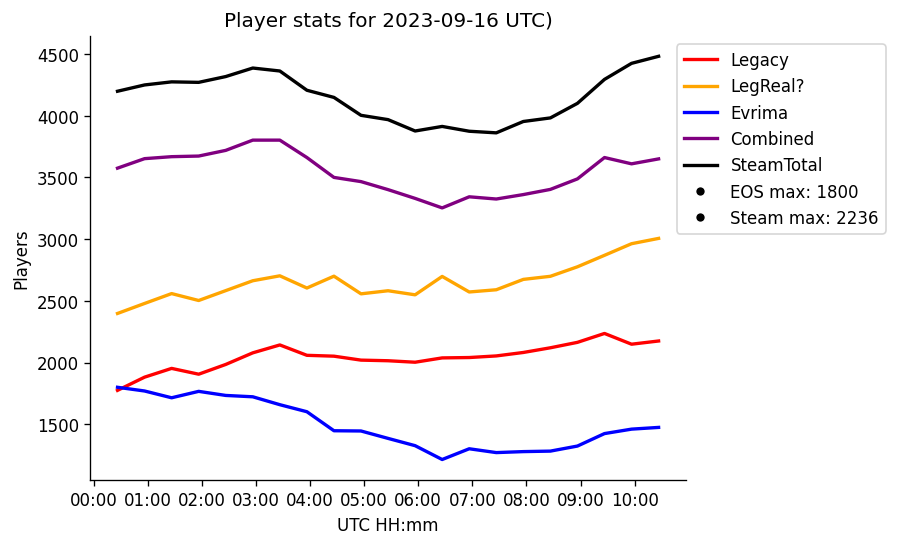 Player stats for 2023-09-16 UTC)
4500
4000
3500
3000
2500
2000
1500
Players
00:00 01:00 02:00 03:00 04:00 05:00 06:00 07:00 08:00 09:00 10:00
UTC HH:mm
Legacy
LegReal?
Evrima
Combined
SteamTotal
EOS max: 1800
Steam max: 2236